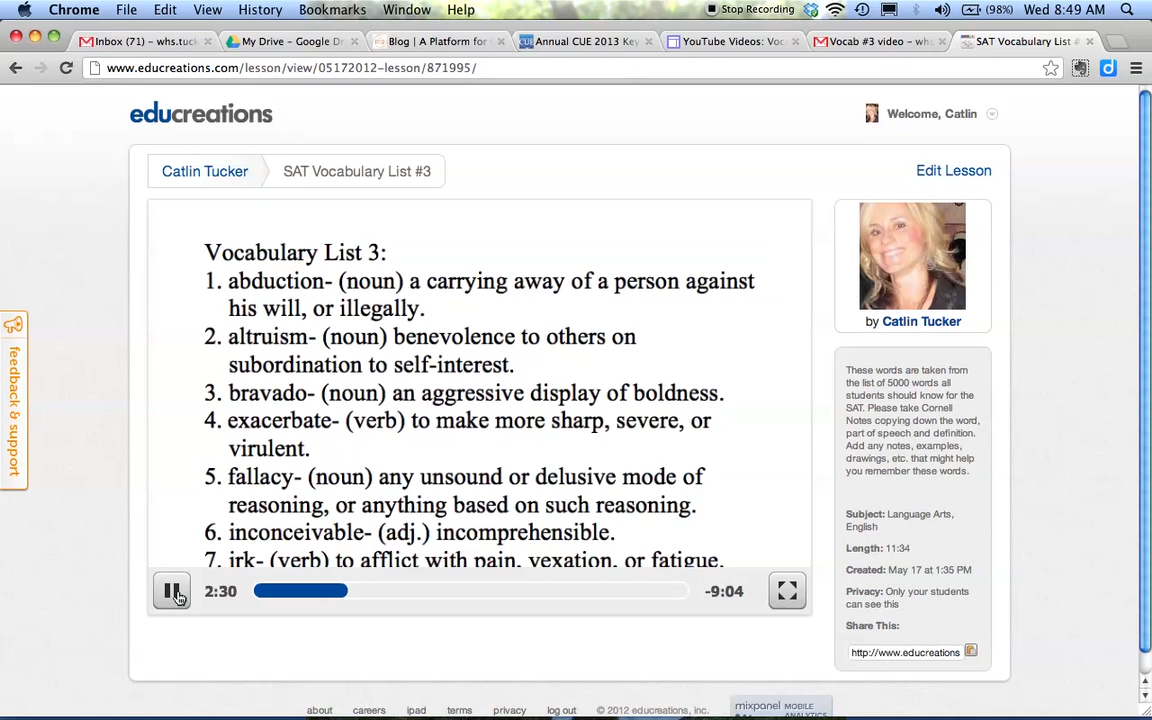 Chrome File Edit View History Bookmarks Window Help Stop Recording (98%) Wed 8:49 AM
Inbox (71) – whs.tuck My Drive - Google Dr Blog | A Platform for Annual CUE 2013 Key YouTube Videos: Voc Vocab #3 video – wh SAT Vocabulary List #
www.educreations.com/lesson/view/05172012-lesson/871995/
educreations
Welcome, Catlin
Catlin Tucker SAT Vocabulary List #3
Edit Lesson
Vocabulary List 3:
1. abduction- (noun) a carrying away of a person against
his will, or illegally.
2. altruism- (noun) benevolence to others on
subordination to self-interest.
3. bravado- (noun) an aggressive display of boldness.
4. exacerbate- (verb) to make more sharp, severe, or
virulent.
5. fallacy- (noun) any unsound or delusive mode of
reasoning, or anything based on such reasoning.
6. inconceivable- (adj.) incomprehensible.
7. irk- (verb) to afflict with pain, vexation, or fatigue.
2:30 -9:04
by Catlin Tucker
These words are taken from
the list of 5000 words all
students should know for the
SAT. Please take Cornell
Notes copying down the word,
part of speech and definition.
Add any notes, examples,
drawings, etc. that might help
you remember these words.
Subject: Language Arts,
English
Length: 11:34
Created: May 17 at 1:35 PM
Privacy: Only your students
can see this
Share This:
http://www.educreations
feedback & support
about careers ipad terms privacy log out © 2012 educreations, inc.
mixpanel MOBILE
ANALYTICS